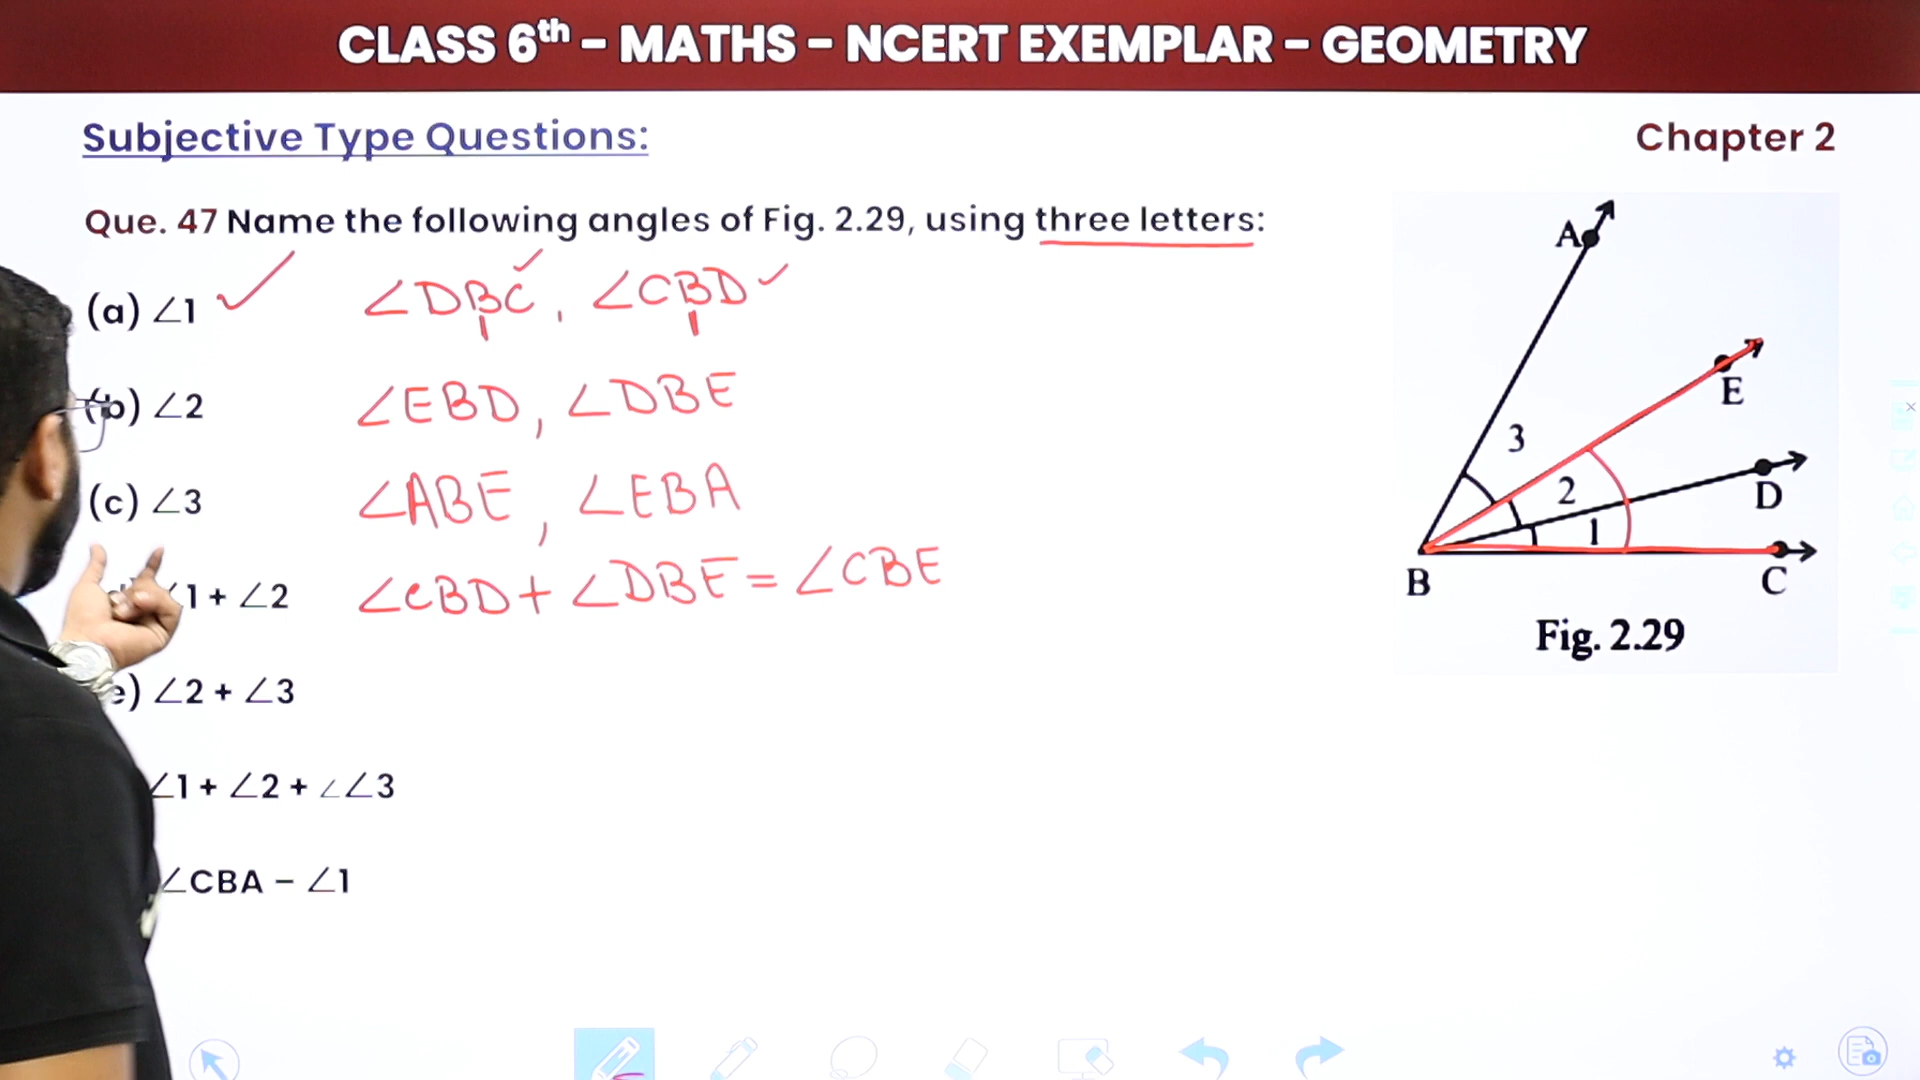 CLASS 6th – MATHS – NCERT EXEMPLAR – GEOMETRY
Subjective Type Questions:
Chapter 2
Que. 47 Name the following angles of Fig. 2.29, using three letters:
(a) ∠1 ✓ ∠DBC ✓, ∠CBD ✓
(b) ∠2 ∠EBD, ∠DBE
(c) ∠3 ∠ABE, ∠EBA
∠1 + ∠2 ∠CBD + ∠DBE = ∠CBE
e) ∠2 + ∠3
∠1 + ∠2 + ∠∠3
∠CBA – ∠1
A
E
3
2
D
1
B
C
Fig. 2.29